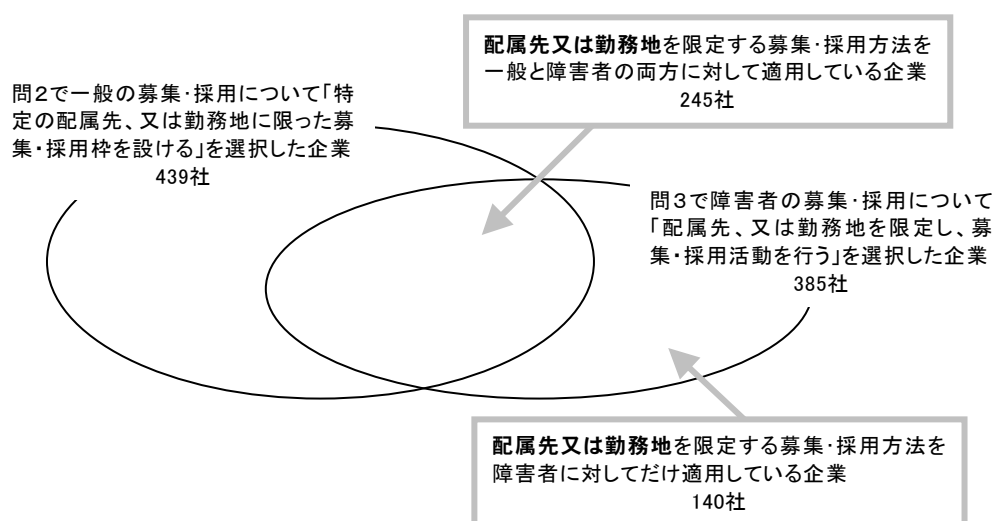 配属先又は勤務地を限定する募集・採用方法を
一般と障害者の両方に対して適用している企業
245社
問2で一般の募集・採用について「特
定の配属先、又は勤務地に限った募
集・採用枠を設ける」を選択した企業
439社
問3で障害者の募集・採用について
「配属先、又は勤務地を限定し、募
集・採用活動を行う」を選択した企業
385社
配属先又は勤務地を限定する募集・採用方法を
障害者に対してだけ適用している企業
140社